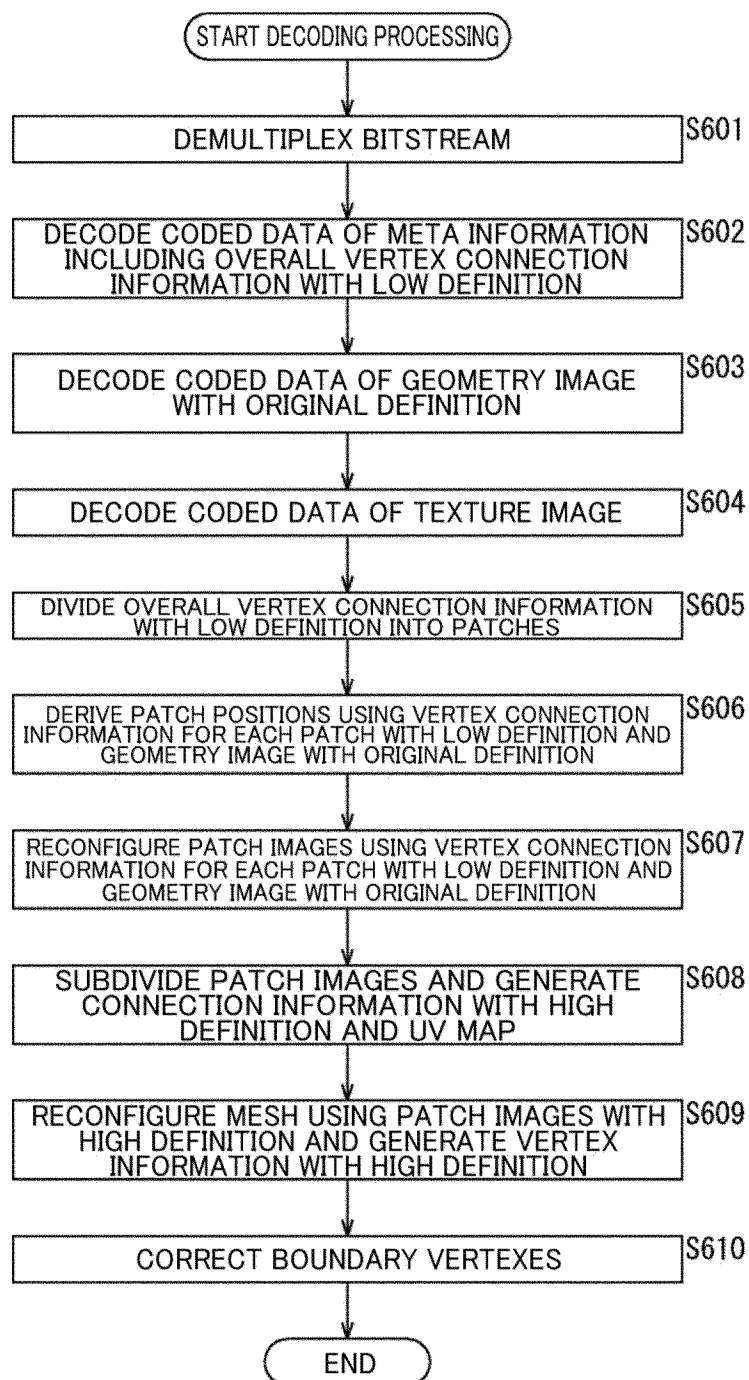 START DECODING PROCESSING
DEMULTIPLEX BITSTREAM
S601
DECODE CODED DATA OF META INFORMATION
INCLUDING OVERALL VERTEX CONNECTION
INFORMATION WITH LOW DEFINITION
S602
DECODE CODED DATA OF GEOMETRY IMAGE
WITH ORIGINAL DEFINITION
S603
DECODE CODED DATA OF TEXTURE IMAGE
S604
DIVIDE OVERALL VERTEX CONNECTION INFORMATION
WITH LOW DEFINITION INTO PATCHES
S605
DERIVE PATCH POSITIONS USING VERTEX CONNECTION
INFORMATION FOR EACH PATCH WITH LOW DEFINITION AND
GEOMETRY IMAGE WITH ORIGINAL DEFINITION
S606
RECONFIGURE PATCH IMAGES USING VERTEX CONNECTION
INFORMATION FOR EACH PATCH WITH LOW DEFINITION AND
GEOMETRY IMAGE WITH ORIGINAL DEFINITION
S607
SUBDIVIDE PATCH IMAGES AND GENERATE
CONNECTION INFORMATION WITH HIGH
DEFINITION AND UV MAP
S608
RECONFIGURE MESH USING PATCH IMAGES WITH
HIGH DEFINITION AND GENERATE VERTEX
INFORMATION WITH HIGH DEFINITION
S609
CORRECT BOUNDARY VERTEXES
S610
END